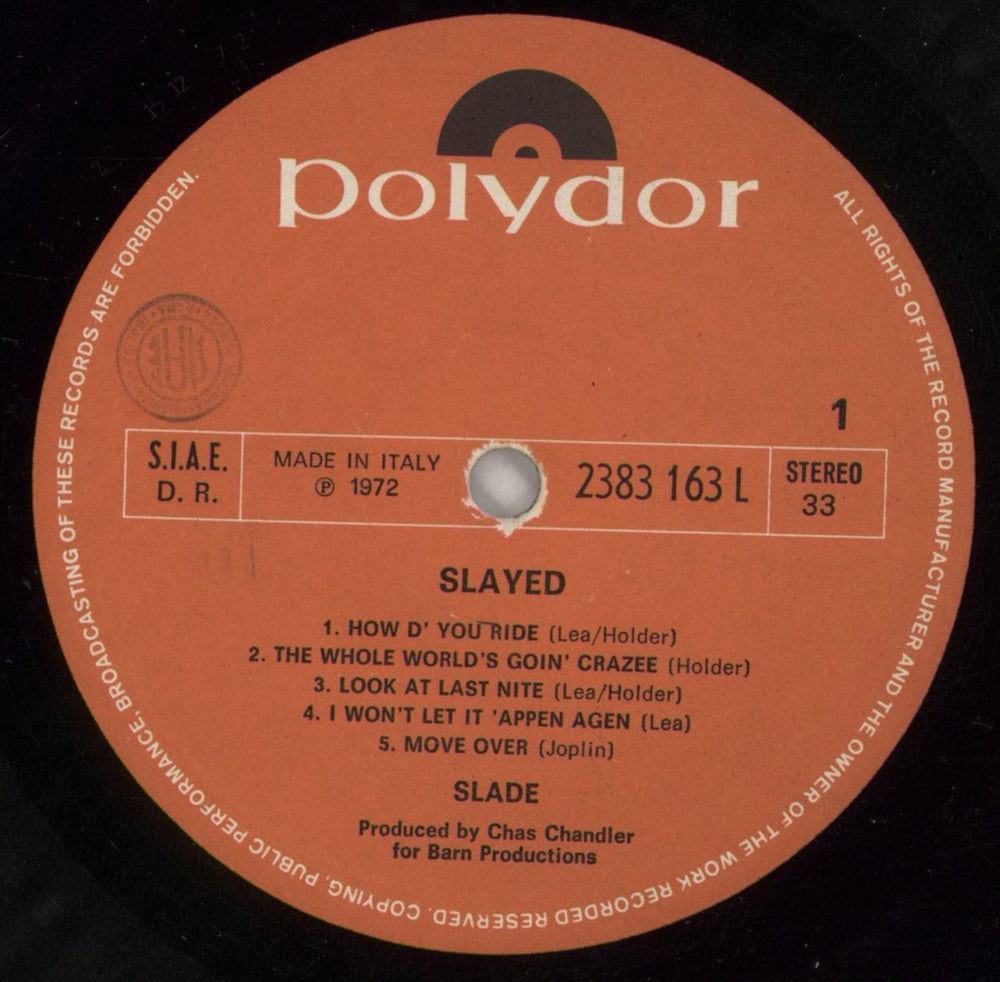 polydor
1
S.I.A.E.
D. R.
MADE IN ITALY
℗ 1972
2383 163 L
STEREO
33
SLAYED
1. HOW D' YOU RIDE (Lea/Holder)
2. THE WHOLE WORLD'S GOIN' CRAZEE (Holder)
3. LOOK AT LAST NITE (Lea/Holder)
4. I WON'T LET IT 'APPEN AGEN (Lea)
5. MOVE OVER (Joplin)
SLADE
Produced by Chas Chandler
for Barn Productions
ALL RIGHTS OF THE RECORD MANUFACTURER AND THE OWNER OF THE WORK RECORDED RESERVED. COPYING, PUBLIC PERFORMANCE, BROADCASTING OF THESE RECORDS ARE FORBIDDEN.